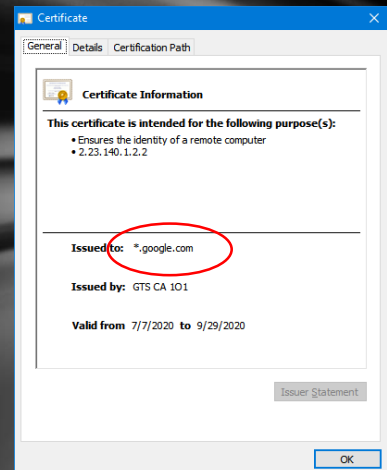 Certificate
General Details Certification Path
Certificate Information
This certificate is intended for the following purpose(s):
• Ensures the identity of a remote computer
• 2.23.140.1.2.2
Issued to: *.google.com
Issued by: GTS CA 1O1
Valid from 7/7/2020 to 9/29/2020
Issuer Statement
OK